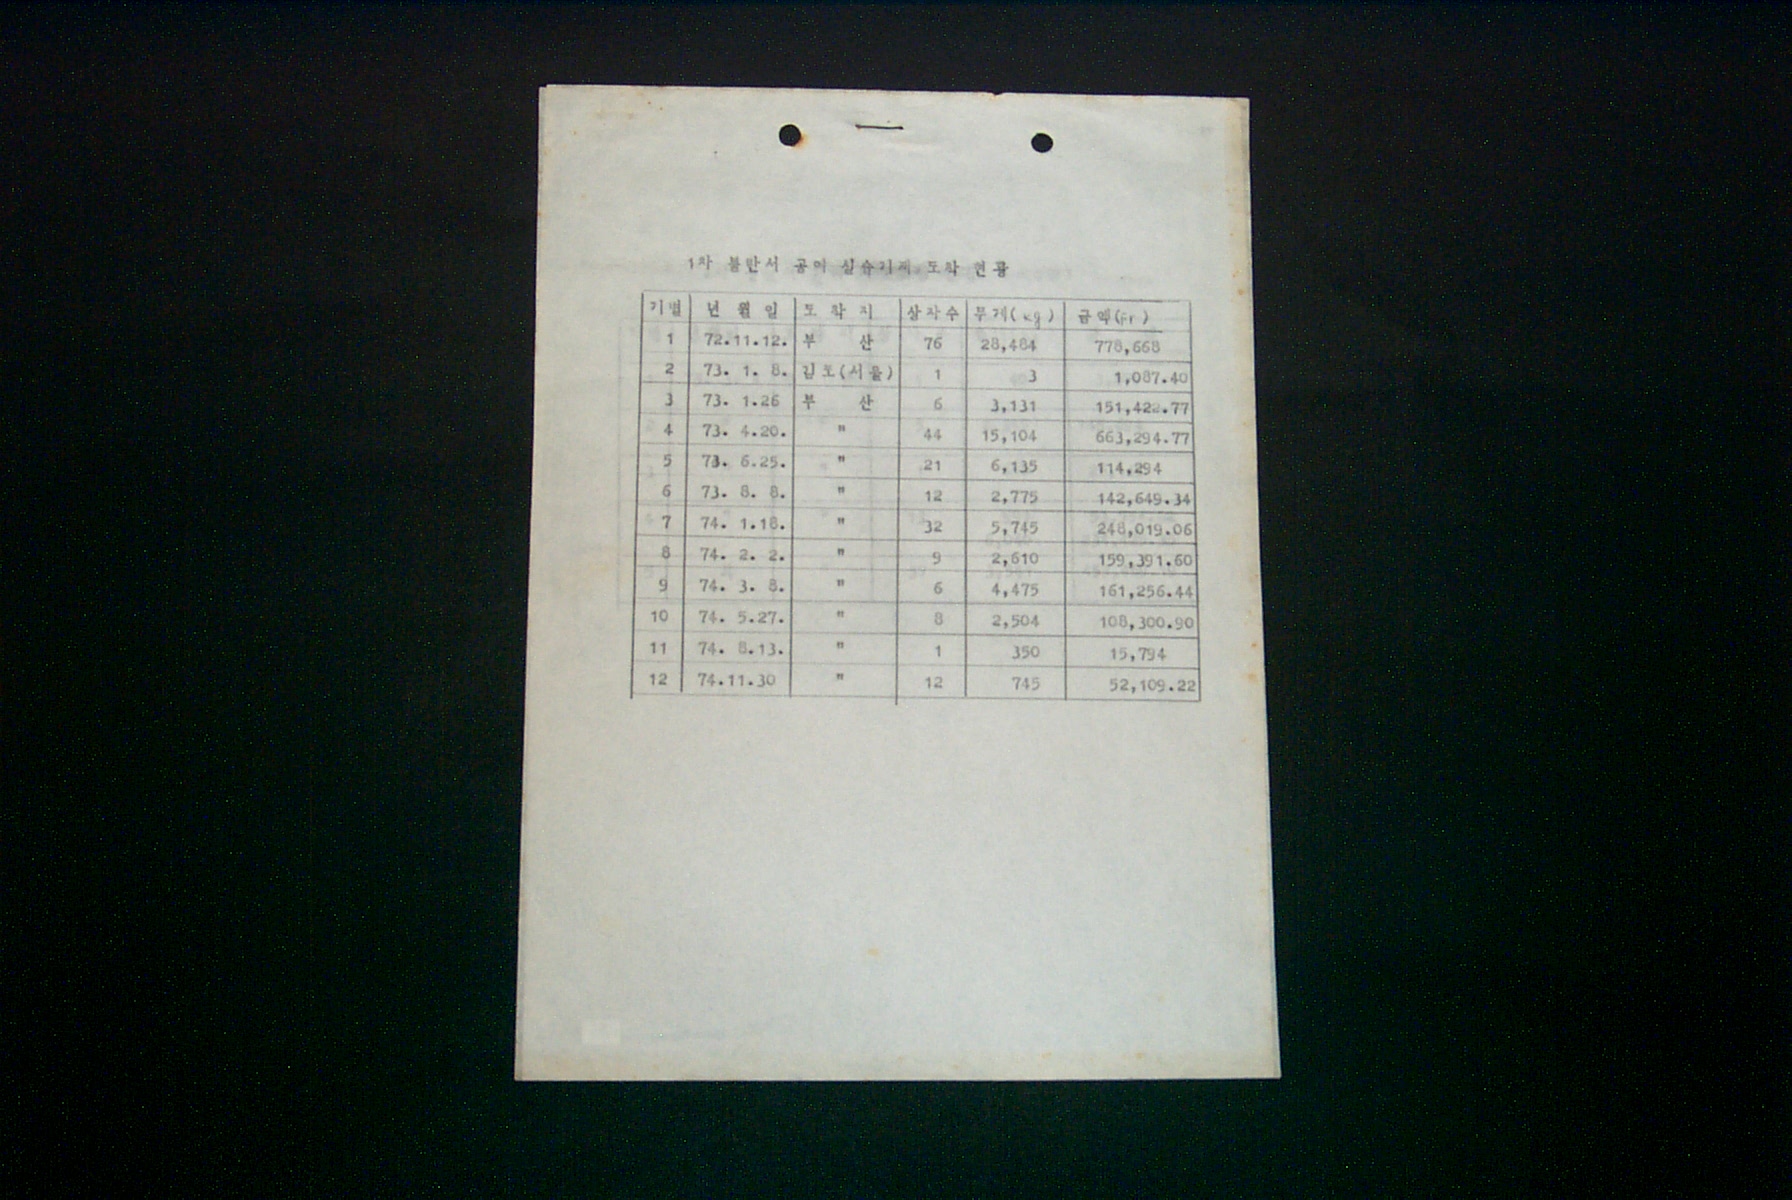 1차 불란서 공여 실습기재 도착 현황
기별 년 월 일 도 착 지 상자수 무게(kg) 금액(Fr)
1 72.11.12. 부 산 76 28,484 778,668
2 73. 1. 8. 김포(서울) 1 3 1,087.40
3 73. 1.26 부 산 6 3,131 151,422.77
4 73. 4.20. " 44 15,104 663,294.77
5 73. 6.25. " 21 6,135 114,294
6 73. 8. 8. " 12 2,775 142,649.34
7 74. 1.18. " 32 5,745 248,019.06
8 74. 2. 2. " 9 2,610 159,391.60
9 74. 3. 8. " 6 4,475 161,256.44
10 74. 5.27. " 8 2,504 108,300.90
11 74. 8.13. " 1 350 15,794
12 74.11.30 " 12 745 52,109.22